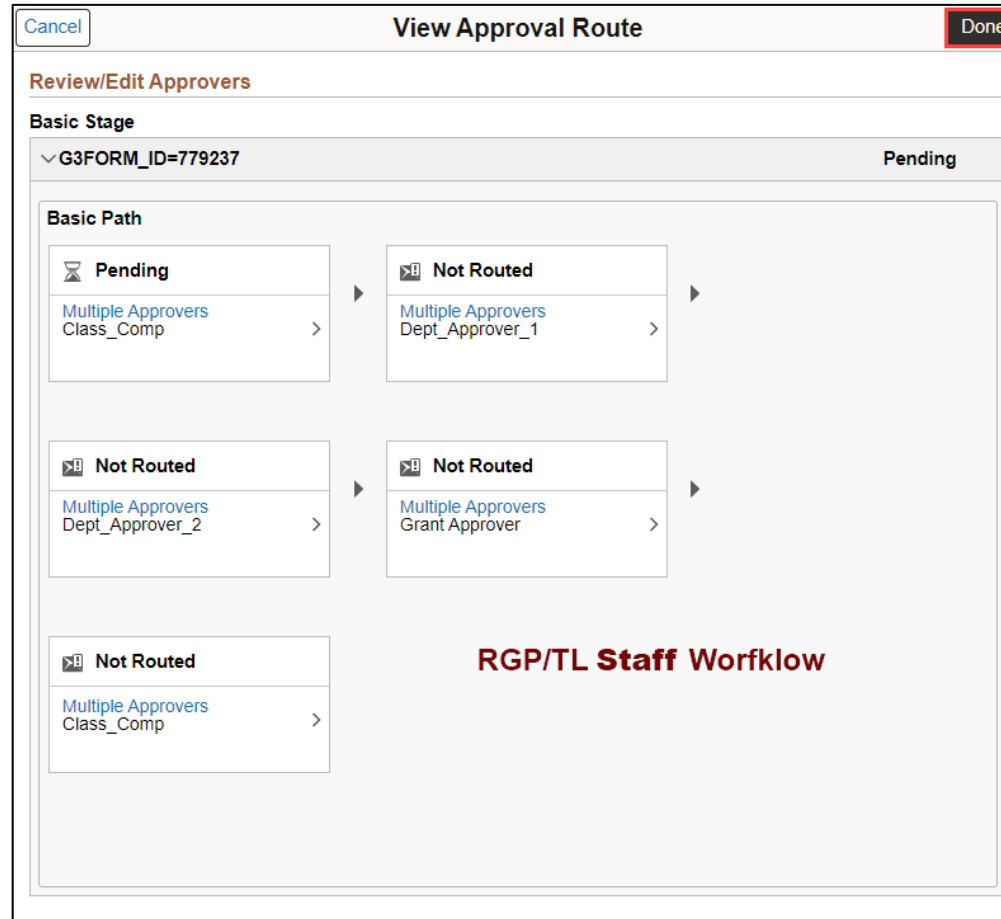 Cancel
View Approval Route
Done
Review/Edit Approvers
Basic Stage
G3FORM_ID=779237
Pending
Basic Path
Pending
Multiple Approvers
Class_Comp
Not Routed
Multiple Approvers
Dept_Approver_1
Not Routed
Multiple Approvers
Dept_Approver_2
Not Routed
Multiple Approvers
Grant Approver
Not Routed
Multiple Approvers
Class_Comp
RGP/TL Staff Worfklow